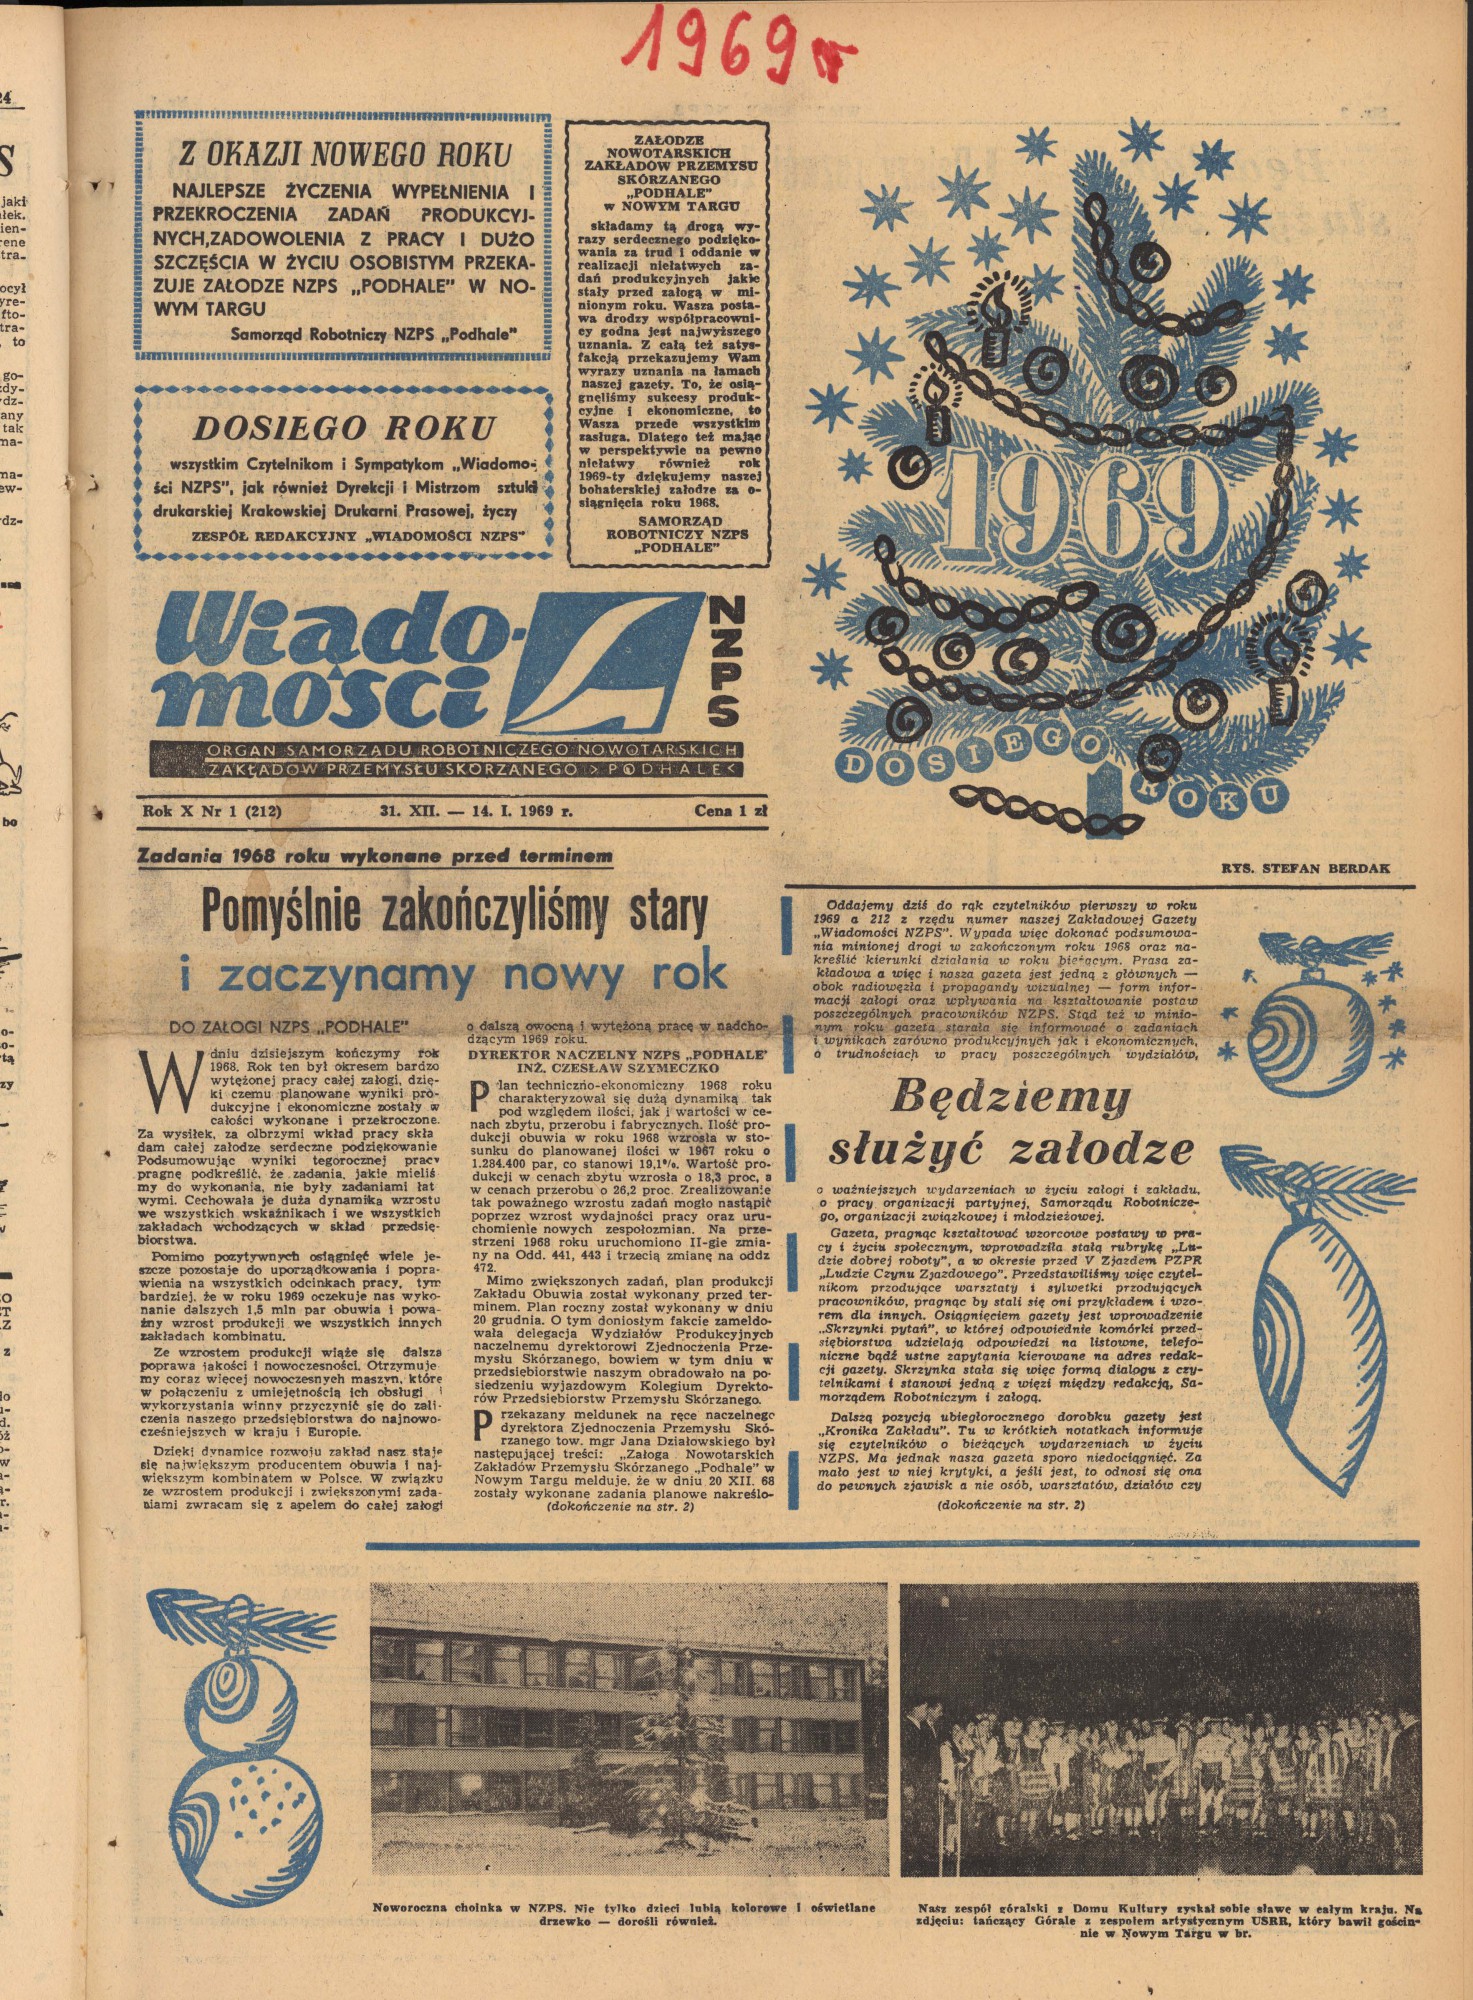 1969 r
Z OKAZJI NOWEGO ROKU
NAJLEPSZE ŻYCZENIA WYPEŁNIENIA I
PRZEKROCZENIA ZADAŃ PRODUKCYJ-
NYCH,ZADOWOLENIA Z PRACY I DUŻO
SZCZĘŚCIA W ŻYCIU OSOBISTYM PRZEKA-
ZUJE ZAŁODZE NZPS „PODHALE" W NO-
WYM TARGU
Samorząd Robotniczy NZPS „Podhale"
DOSIEGO ROKU
wszystkim Czytelnikom i Sympatykom „Wiadomo-
ści NZPS", jak również Dyrekcji i Mistrzom sztuki
drukarskiej Krakowskiej Drukarni Prasowej, życzy
ZESPÓŁ REDAKCYJNY „WIADOMOŚCI NZPS"
ZAŁODZE
NOWOTARSKICH
ZAKŁADÓW PRZEMYSU
SKÓRZANEGO
„PODHALE"
w NOWYM TARGU
składamy tą drogą wy-
razy serdecznego podzięko-
wania za trud i oddanie w
realizacji niełatwych za-
dań produkcyjnych jakie
stały przed załogą w mi-
nionym roku. Wasza posta-
wa drodzy współpracowni-
cy godna jest najwyższego
uznania. Z całą też satys-
fakcją przekazujemy Wam
wyrazy uznania na łamach
naszej gazety. To, że osią-
gnęliśmy sukcesy produk-
cyjne i ekonomiczne, to
Wasza przede wszystkim
zasługa. Dlatego też mając
w perspektywie na pewno
niełatwy również rok
1969-ty dziękujemy naszej
bohaterskiej załodze za o-
siągnięcia roku 1968.
SAMORZĄD
ROBOTNICZY NZPS
„PODHALE"
1969
DOSIEGO
ROKU
RYS. STEFAN BERDAK
Wiado-
mości
NZPS
ORGAN SAMORZĄDU ROBOTNICZEGO NOWOTARSKICH
ZAKŁADÓW PRZEMYSŁU SKÓRZANEGO > PODHALE <
Rok X Nr 1 (212) 31. XII. — 14. I. 1969 r. Cena 1 zł
Zadania 1968 roku wykonane przed terminem
Pomyślnie zakończyliśmy stary
i zaczynamy nowy rok
DO ZAŁOGI NZPS „PODHALE"
W dniu dzisiejszym kończymy rok
1968. Rok ten był okresem bardzo
wytężonej pracy całej załogi, dzię-
ki czemu planowane wyniki pro-
dukcyjne i ekonomiczne zostały w
całości wykonane i przekroczone.
Za wysiłek, za olbrzymi wkład pracy skła
dam całej załodze serdeczne podziękowanie
Podsumowując wyniki tegorocznej pracy
pragnę podkreślić, że zadania, jakie mieliś
my do wykonania, nie były zadaniami łat
wymi. Cechowała je duża dynamika wzrostu
we wszystkich wskaźnikach i we wszystkich
zakładach wchodzących w skład przedsię-
biorstwa.
Pomimo pozytywnych osiągnięć wiele je-
szcze pozostaje do uporządkowania i popra-
wienia na wszystkich odcinkach pracy, tym
bardziej, że w roku 1969 oczekuje nas wyko-
nanie dalszych 1,5 mln par obuwia i powa-
żny wzrost produkcji we wszystkich innych
zakładach kombinatu.
Ze wzrostem produkcji wiąże się dalsza
poprawa jakości i nowoczesności. Otrzymuje
my coraz więcej nowoczesnych maszyn, które
w połączeniu z umiejętnością ich obsługi i
wykorzystania winny przyczynić się do zali-
czenia naszego przedsiębiorstwa do najnowo-
cześniejszych w kraju i Europie.
Dzięki dynamice rozwoju zakład nasz staje
się największym producentem obuwia i naj-
większym kombinatem w Polsce. W związku
ze wzrostem produkcji i zwiększonymi zada-
niami zwracam się z apelem do całej załogi
o dalszą owocną i wytężoną pracę w nadcho-
dzącym 1969 roku.
DYREKTOR NACZELNY NZPS „PODHALE'
INŻ. CZESŁAW SZYMECZKO
Plan techniczno-ekonomiczny 1968 roku
charakteryzował się dużą dynamiką tak
pod względem ilości, jak i wartości w ce-
nach zbytu, przerobu i fabrycznych. Ilość pro-
dukcji obuwia w roku 1968 wzrosła w sto-
sunku do planowanej ilości w 1967 roku o
1.284.400 par, co stanowi 19,1%. Wartość pro-
dukcji w cenach zbytu wzrosła o 18,3 proc, a
w cenach przerobu o 26,2 proc. Zrealizowanie
tak poważnego wzrostu zadań mogło nastąpić
poprzez wzrost wydajności pracy oraz uru-
chomienie nowych zespołozmian. Na prze-
strzeni 1968 roku uruchomiono II-gie zmia-
ny na Odd. 441, 443 i trzecią zmianę na oddz
472.
Mimo zwiększonych zadań, plan produkcji
Zakładu Obuwia został wykonany przed ter-
minem. Plan roczny został wykonany w dniu
20 grudnia. O tym doniosłym fakcie zameldo-
wała delegacja Wydziałów Produkcyjnych
naczelnemu dyrektorowi Zjednoczenia Prze-
mysłu Skórzanego, bowiem w tym dniu w
przedsiębiorstwie naszym obradowało na po-
siedzeniu wyjazdowym Kolegium Dyrekto-
rów Przedsiębiorstw Przemysłu Skórzanego.
Przekazany meldunek na ręce naczelnego
dyrektora Zjednoczenia Przemysłu Skó-
rzanego tow. mgr Jana Działowskiego był
następującej treści: „Załoga Nowotarskich
Zakładów Przemysłu Skórzanego „Podhale" w
Nowym Targu melduje, że w dniu 20 XII. 68
zostały wykonane zadania planowe nakreślo-
(dokończenie na str. 2)
Oddajemy dziś do rąk czytelników pierwszy w roku
1969 a 212 z rzędu numer naszej Zakładowej Gazety
„Wiadomości NZPS". Wypada więc dokonać podsumowa-
nia minionej drogi w zakończonym roku 1968 oraz na-
kreślić kierunki działania w roku bieżącym. Prasa za-
kładowa a więc i nasza gazeta jest jedną z głównych —
obok radiowęzła i propagandy wizualnej — form infor-
macji załogi oraz wpływania na kształtowanie postaw
poszczególnych pracowników NZPS. Stąd też w minio-
nym roku gazeta starała się informować o zadaniach
i wynikach zarówno produkcyjnych jak i ekonomicznych,
o trudnościach w pracy poszczególnych wydziałów,
Będziemy
służyć załodze
o ważniejszych wydarzeniach w życiu załogi i zakładu,
o pracy organizacji partyjnej, Samorządu Robotnicze-
go, organizacji związkowej i młodzieżowej.
Gazeta, pragnąc kształtować wzorcowe postawy w pra-
cy i życiu społecznym, wprowadziła stałą rubrykę „Lu-
dzie dobrej roboty", a w okresie przed V Zjazdem PZPR
„Ludzie Czynu Zjazdowego". Przedstawiliśmy więc czytel-
nikom przodujące warsztaty i sylwetki przodujących
pracowników, pragnąc by stali się oni przykładem i wzo-
rem dla innych. Osiągnięciem gazety jest wprowadzenie
„Skrzynki pytań", w której odpowiednie komórki przed-
siębiorstwa udzielają odpowiedzi na listowne, telefo-
niczne bądź ustne zapytania kierowane na adres redak-
cji gazety. Skrzynka stała się więc formą dialogu z czy-
telnikami i stanowi jedną z więzi między redakcją, Sa-
morządem Robotniczym i załogą.
Dalszą pozycją ubiegłorocznego dorobku gazety jest
„Kronika Zakładu". Tu w krótkich notatkach informuje
się czytelników o bieżących wydarzeniach w życiu
NZPS. Ma jednak nasza gazeta sporo niedociągnięć. Za
mało jest w niej krytyki, a jeśli jest, to odnosi się ona
do pewnych zjawisk a nie osób, warsztatów, działów czy
(dokończenie na str. 2)
Noworoczna choinka w NZPS. Nie tylko dzieci lubią kolorowe i oświetlane
drzewko — dorośli również.
Nasz zespół góralski z Domu Kultury zyskał sobie sławę w całym kraju. Na
zdjęciu: tańczący Górale z zespołem artystycznym USRR, który bawił gościn-
nie w Nowym Targu w br.